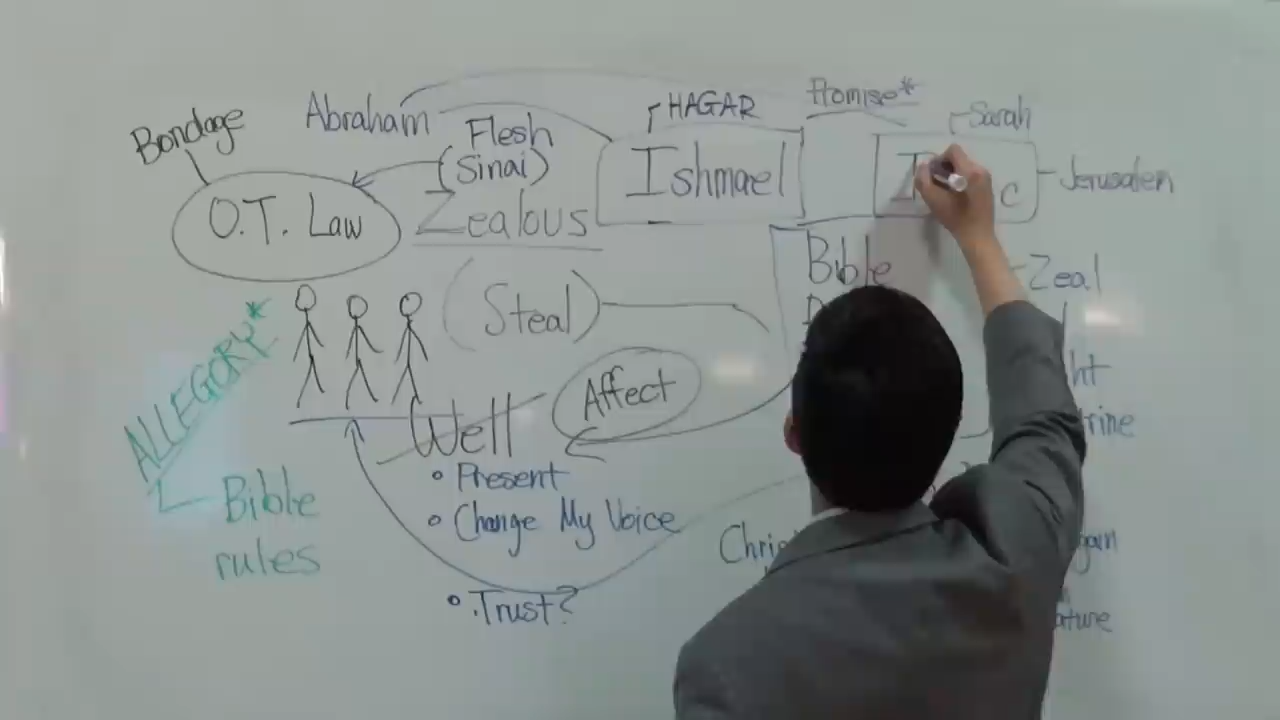 Bondage
Abraham
Flesh
(Sinai)
Zealous
O.T. Law
HAGAR
Ishmael
Promise*
Sarah
Jerusalem
Bible
Zeal
(Steal)
Affect
ALLEGORY*
Bible
rules
Well
• Present
• Change My Voice
• Trust?